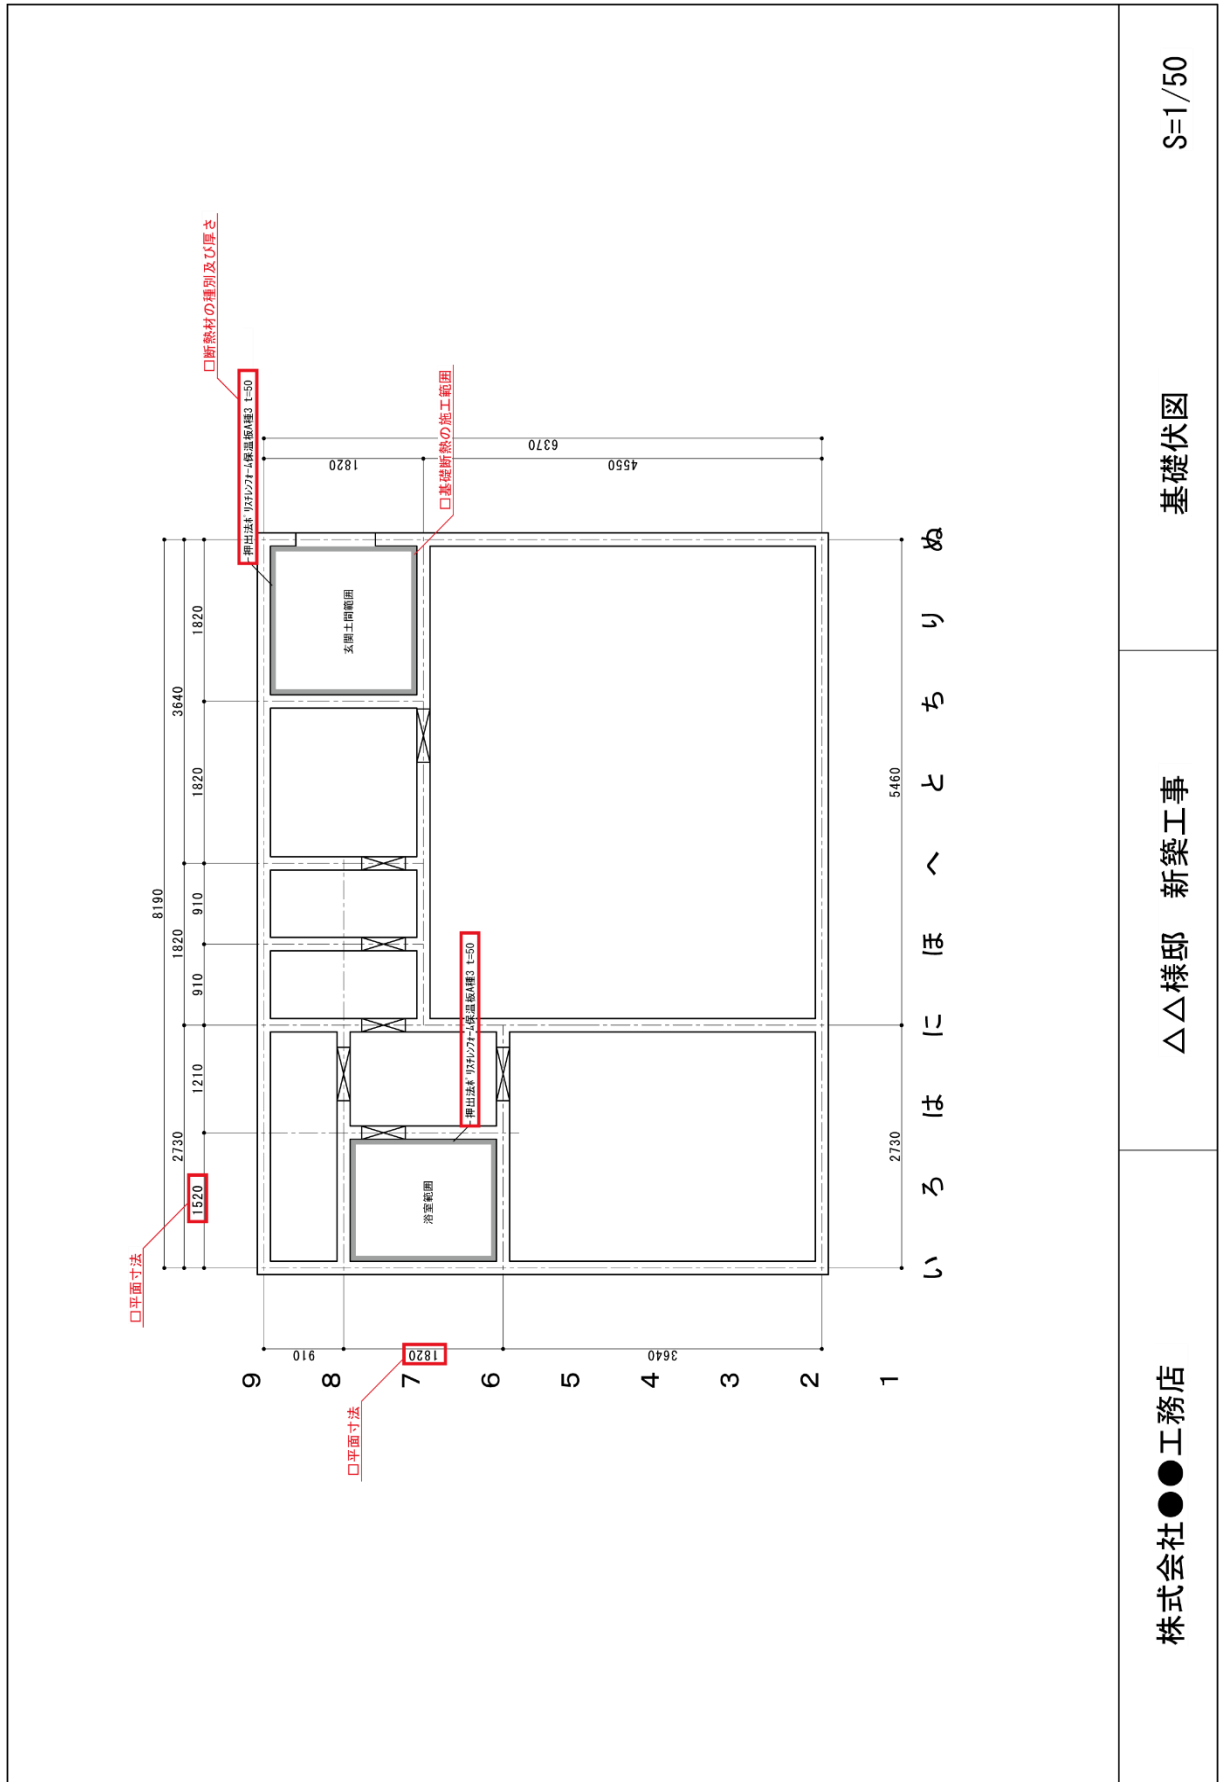 □断熱材の種別及び厚さ
押出法ポリスチレンフォーム保温板A種3 t=50
□基礎断熱の施工範囲
□平面寸法
8190
2730
1820
3640
1520
1210
910
910
1820
1820
玄関土間範囲
浴室範囲
押出法ポリスチレンフォーム保温板A種3 t=50
1820
4550
6370
910
1820
3640
□平面寸法
2730
5460
9
8
7
6
5
4
3
2
1
い
ろ
は
に
ほ
へ
と
ち
り
ぬ
株式会社●●工務店
△△様邸 新築工事
基礎伏図
S=1/50